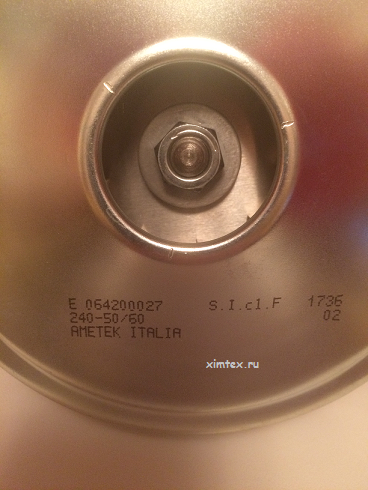 E 064200027 S.I.cl.F 1736
240-50/60 02
AMETEK ITALIA
ximtex.ru